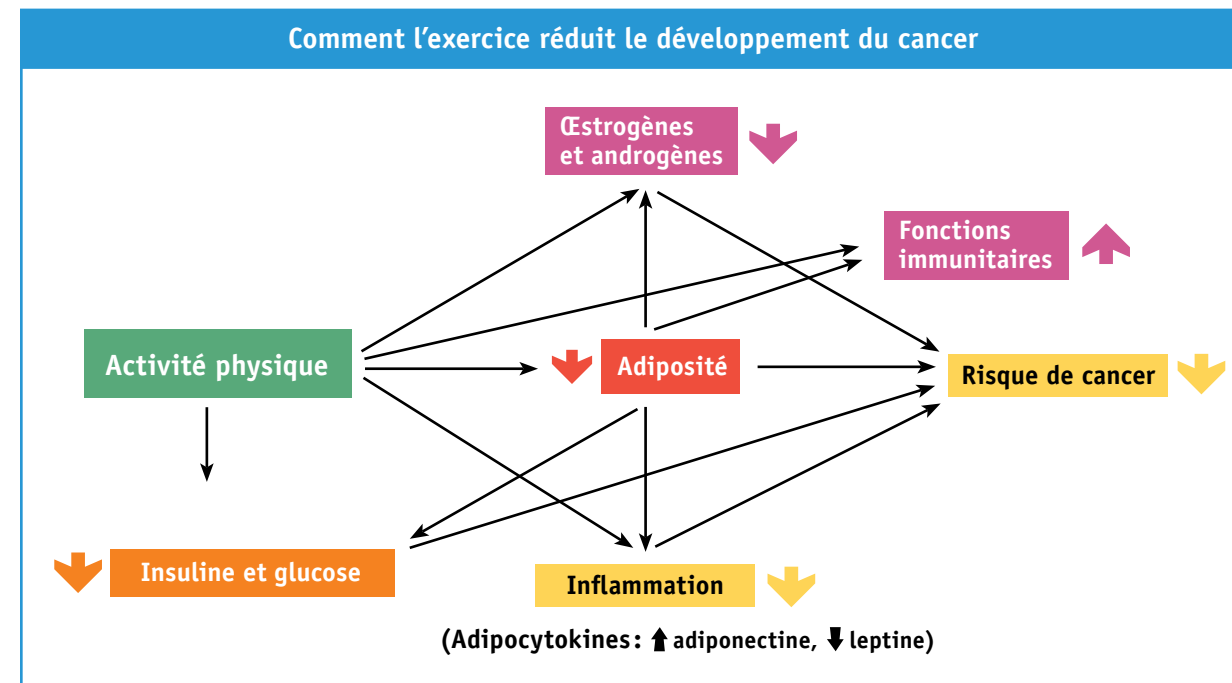 Comment l’exercice réduit le développement du cancer
Œstrogènes
et androgènes
Fonctions
immunitaires
Activité physique
Adiposité
Risque de cancer
Insuline et glucose
Inflammation
(Adipocytokines: ⬆ adiponectine, ⬇ leptine)